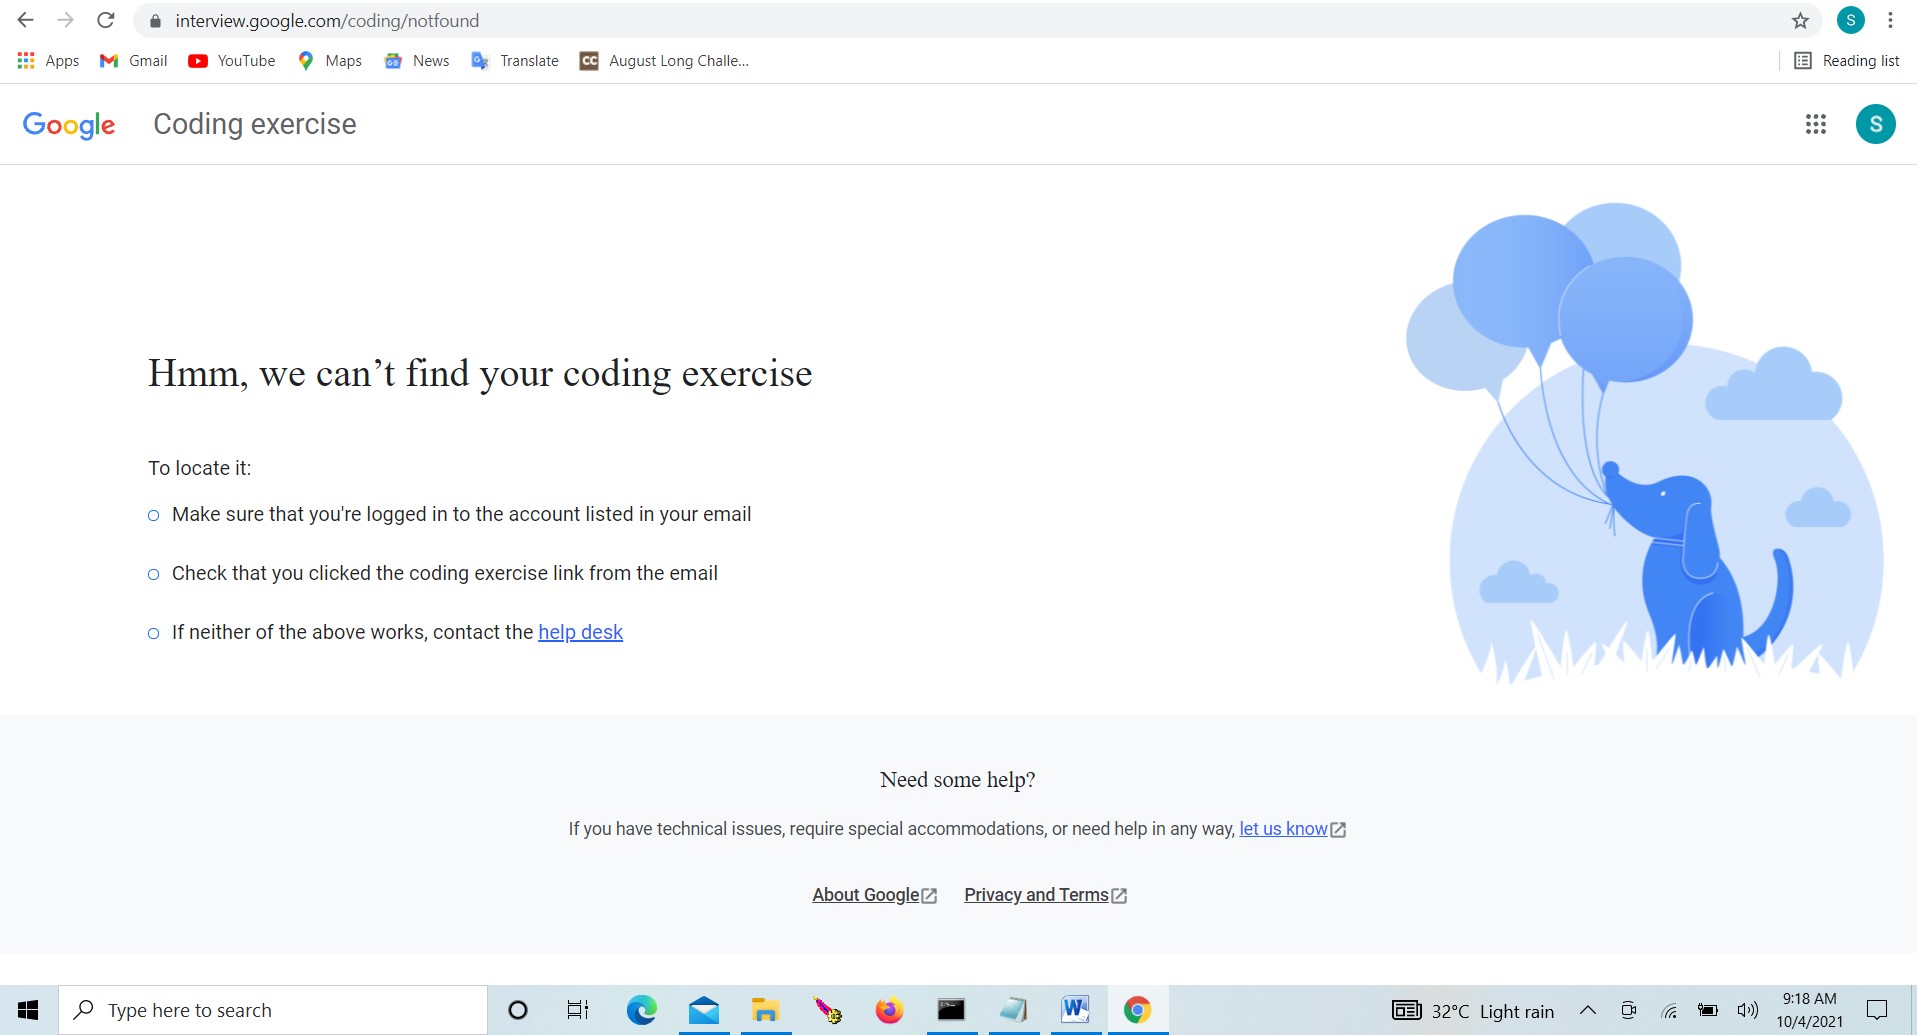 interview.google.com/coding/notfound
S
Apps Gmail YouTube Maps News Translate CC August Long Challe... Reading list
Google Coding exercise S
Hmm, we can’t find your coding exercise
To locate it:
Make sure that you're logged in to the account listed in your email
Check that you clicked the coding exercise link from the email
If neither of the above works, contact the help desk
Need some help?
If you have technical issues, require special accommodations, or need help in any way, let us know
About Google Privacy and Terms
Type here to search
W
32°C Light rain
9:18 AM
10/4/2021